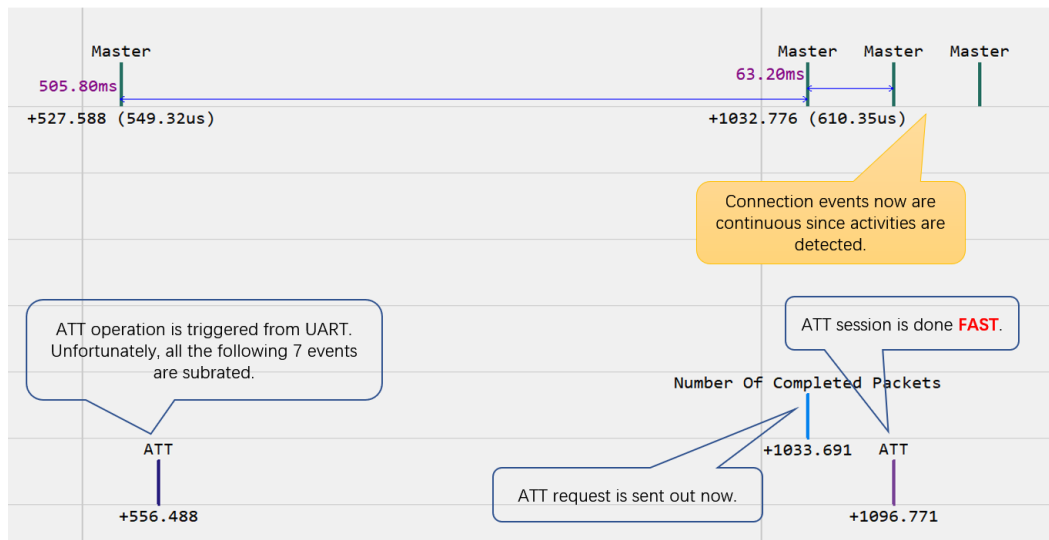 Master
Master
Master
Master
505.80ms
63.20ms
+527.588 (549.32us)
+1032.776 (610.35us)
Connection events now are
continuous since activities are
detected.
ATT operation is triggered from UART.
Unfortunately, all the following 7 events
are subrated.
ATT session is done FAST.
Number Of Completed Packets
ATT
+1033.691
ATT
ATT request is sent out now.
+556.488
+1096.771